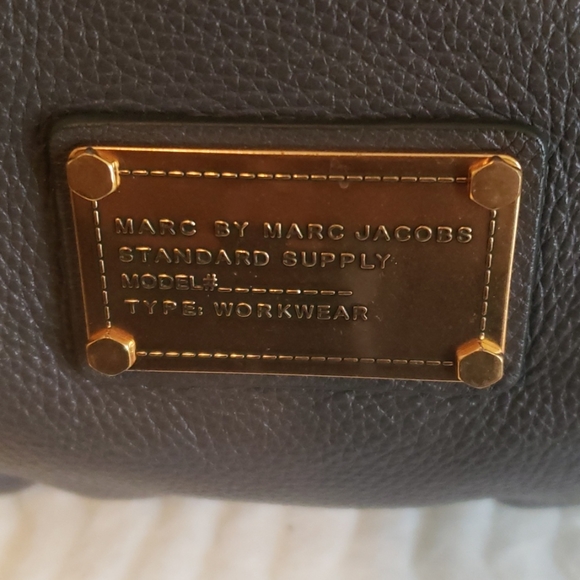 MARC BY MARC JACOBS
STANDARD SUPPLY
MODEL#_________
TYPE: WORKWEAR